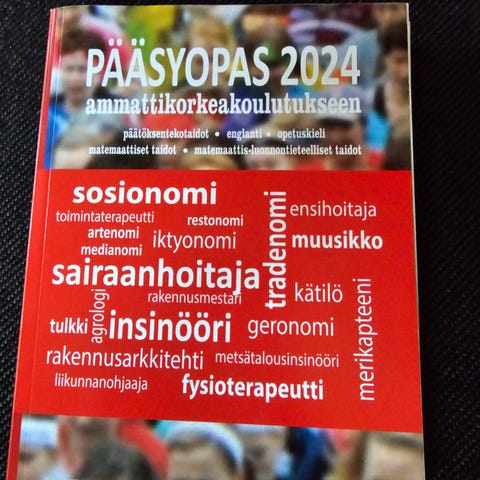 PÄÄSYOPAS 2024
ammattikorkeakoulutukseen
päätöksentekotaidot • englanti • opetuskieli
matemaattiset taidot • matemaattis-luonnontieteelliset taidot
sosionomi
toimintaterapeutti
restonomi
tradenomi
ensihoitaja
artenomi
iktyonomi
muusikko
medianomi
sairaanhoitaja
kätilö
merikapteeni
rakennusmestari
agrologi
tulkki
insinööri
geronomi
rakennusarkkitehti
metsätalousinsinööri
liikunnanohjaaja
fysioterapeutti